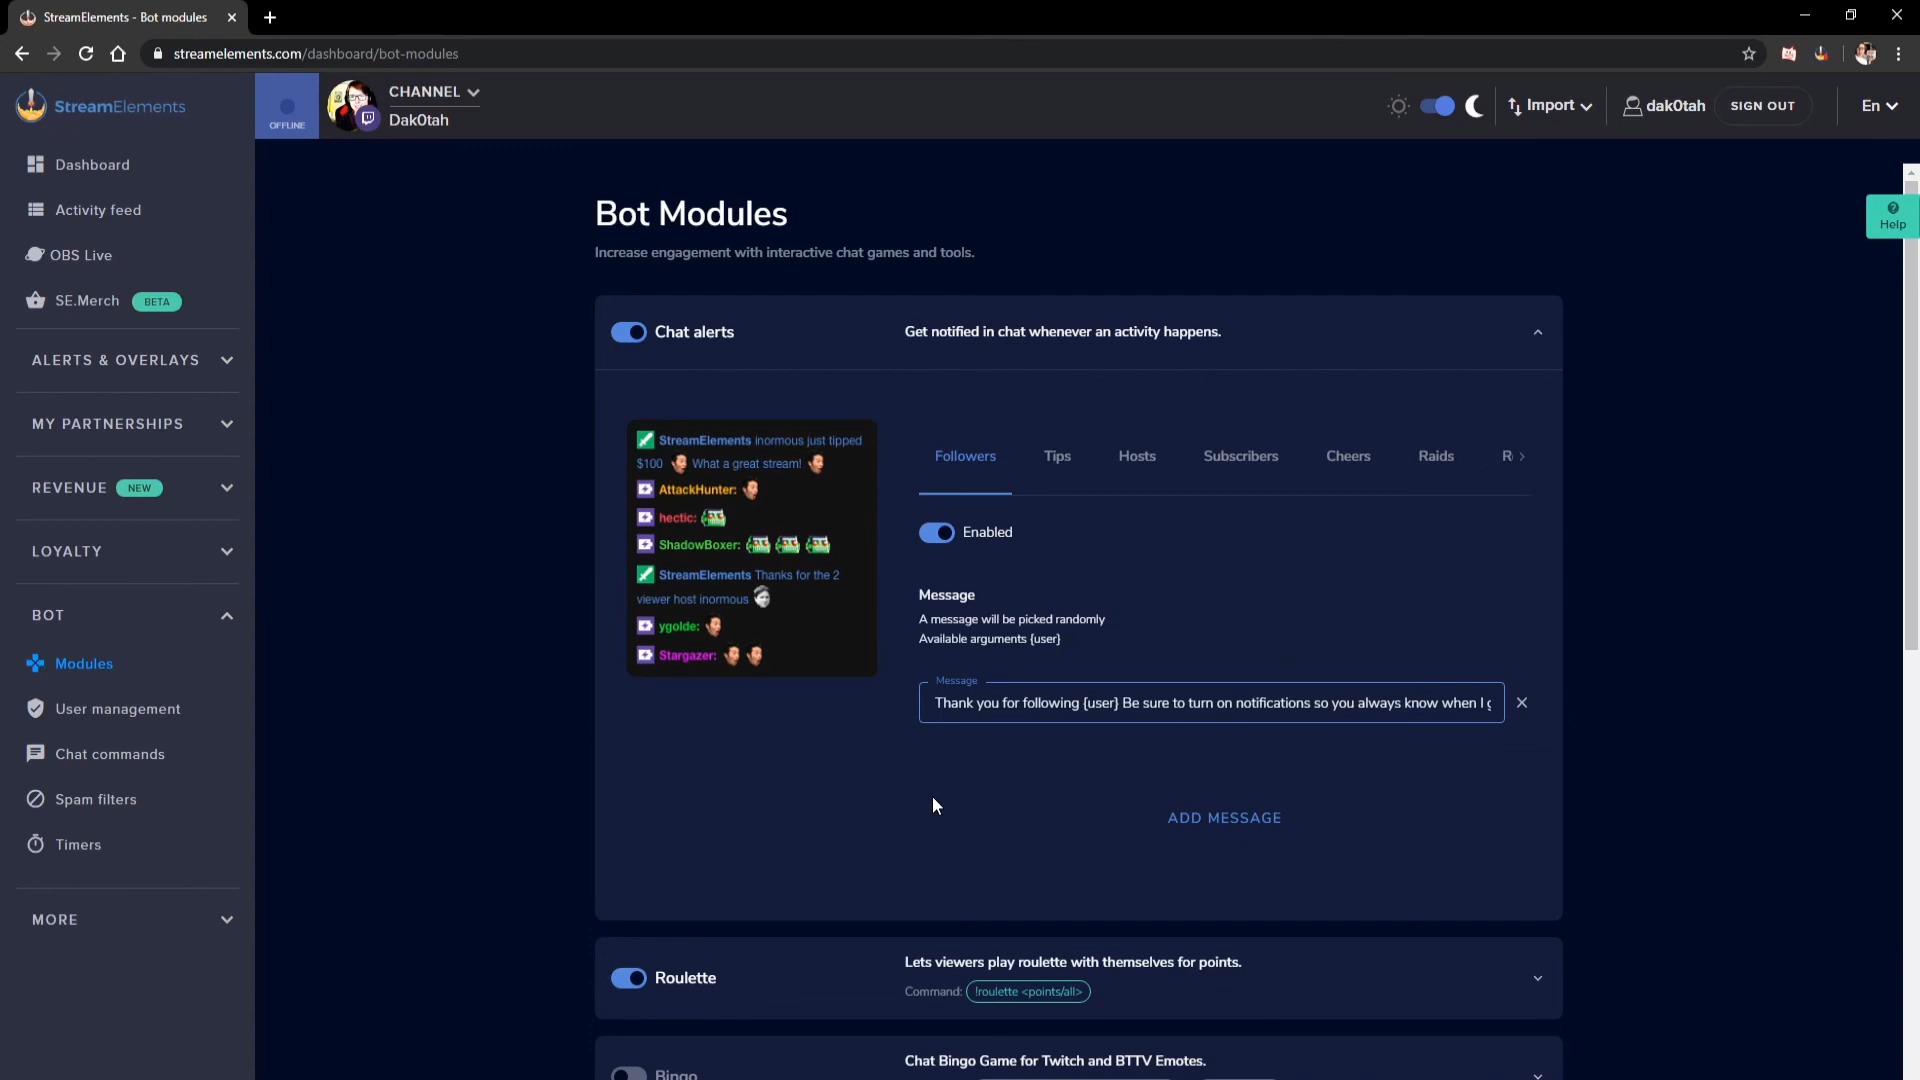 StreamElements - Bot modules
streamelements.com/dashboard/bot-modules
StreamElements
OFFLINE
CHANNEL
Dak0tah
Import
dak0tah
SIGN OUT
En
Help
Dashboard
Activity feed
OBS Live
SE.Merch BETA
ALERTS & OVERLAYS
MY PARTNERSHIPS
REVENUE NEW
LOYALTY
BOT
Modules
User management
Chat commands
Spam filters
Timers
MORE
Bot Modules
Increase engagement with interactive chat games and tools.
Chat alerts
Get notified in chat whenever an activity happens.
StreamElements Inormous just tipped
$100 What a great stream!
AttackHunter:
hectic:
ShadowBoxer:
StreamElements Thanks for the 2
viewer host inormous
ygolde:
Stargazer:
Followers Tips Hosts Subscribers Cheers Raids
Enabled
Message
A message will be picked randomly
Available arguments {user}
Message
Thank you for following {user} Be sure to turn on notifications so you always know when I
ADD MESSAGE
Roulette
Lets viewers play roulette with themselves for points.
Command: !roulette <points/all>
Bingo
Chat Bingo Game for Twitch and BTTV Emotes.